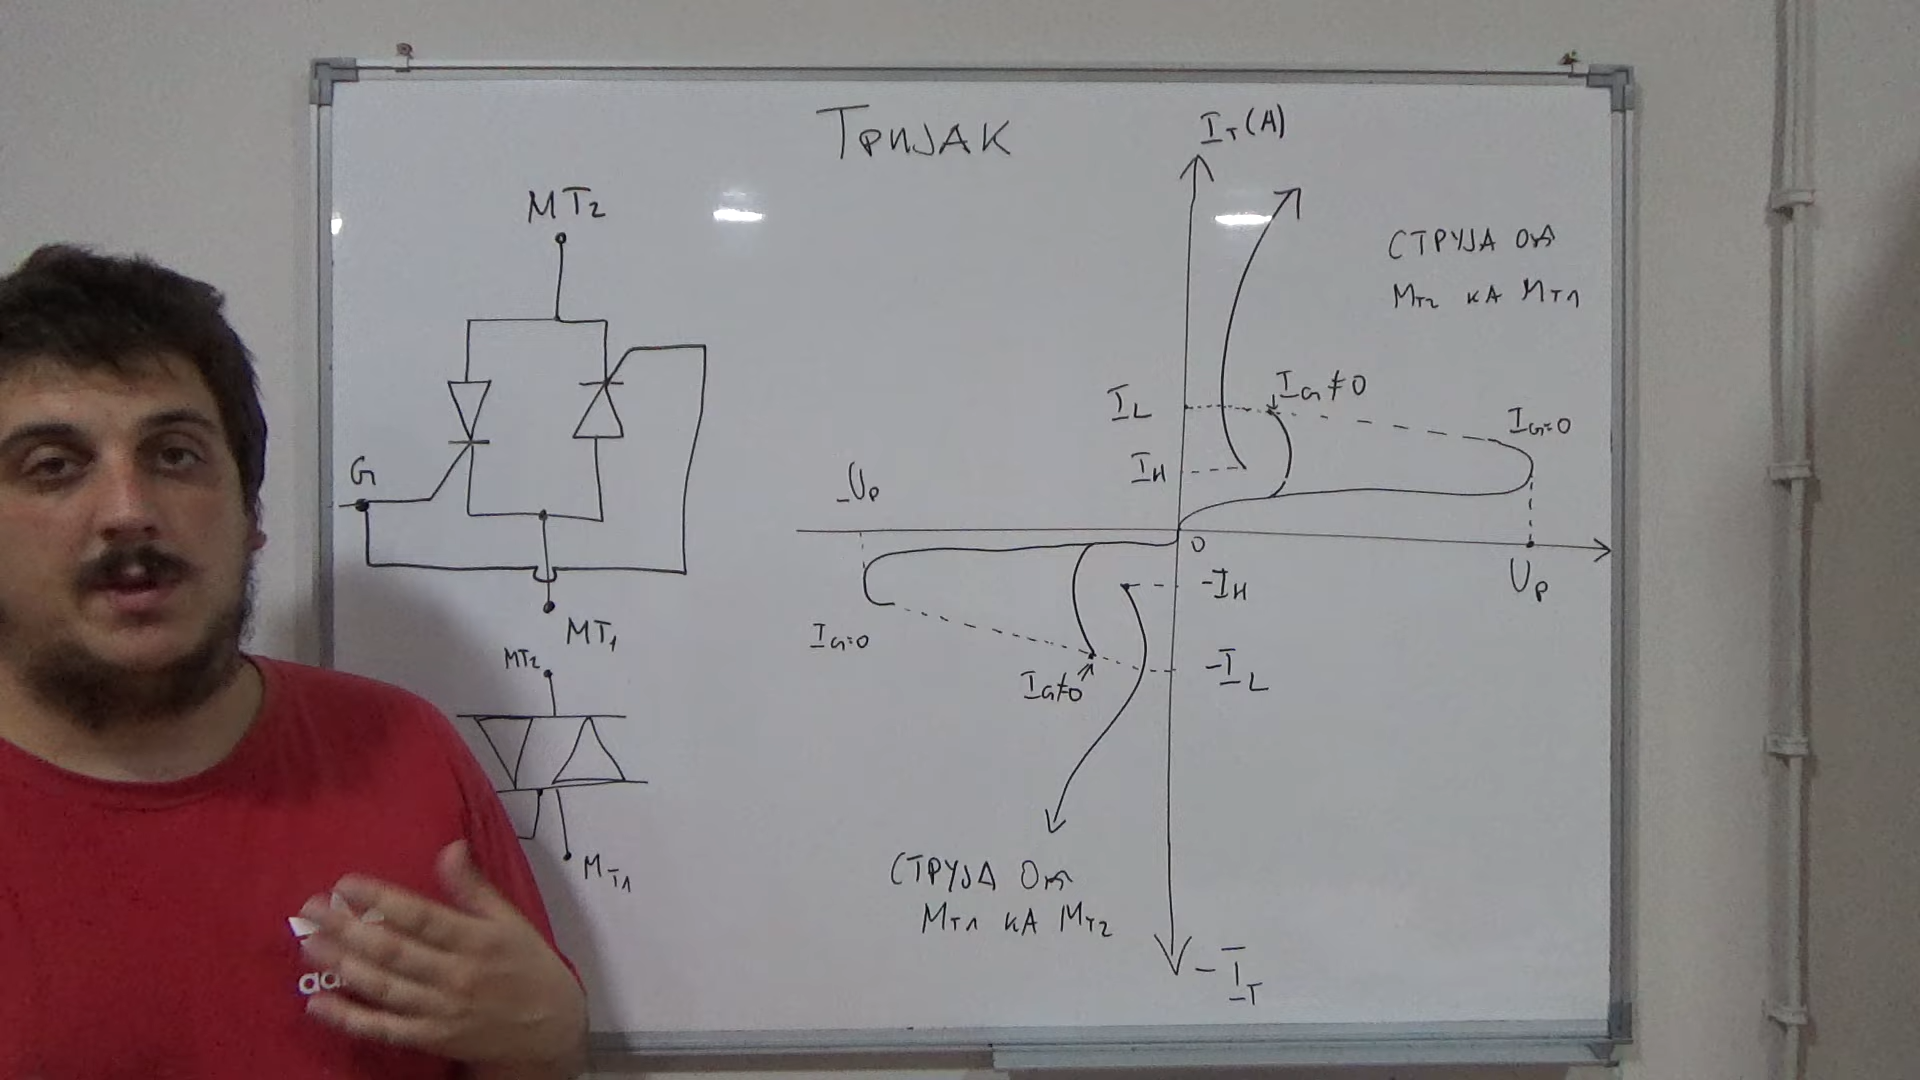 Тријак
MT2
G
MT1
MT2
MT1
IT(A)
СТРУЈА ОД
MT2 КА MT1
IL
IG≠0
IG=0
IH
-Up
0
Up
-IH
IG=0
IG≠0
-IL
СТРУЈА ОД
MT1 КА MT2
-IT